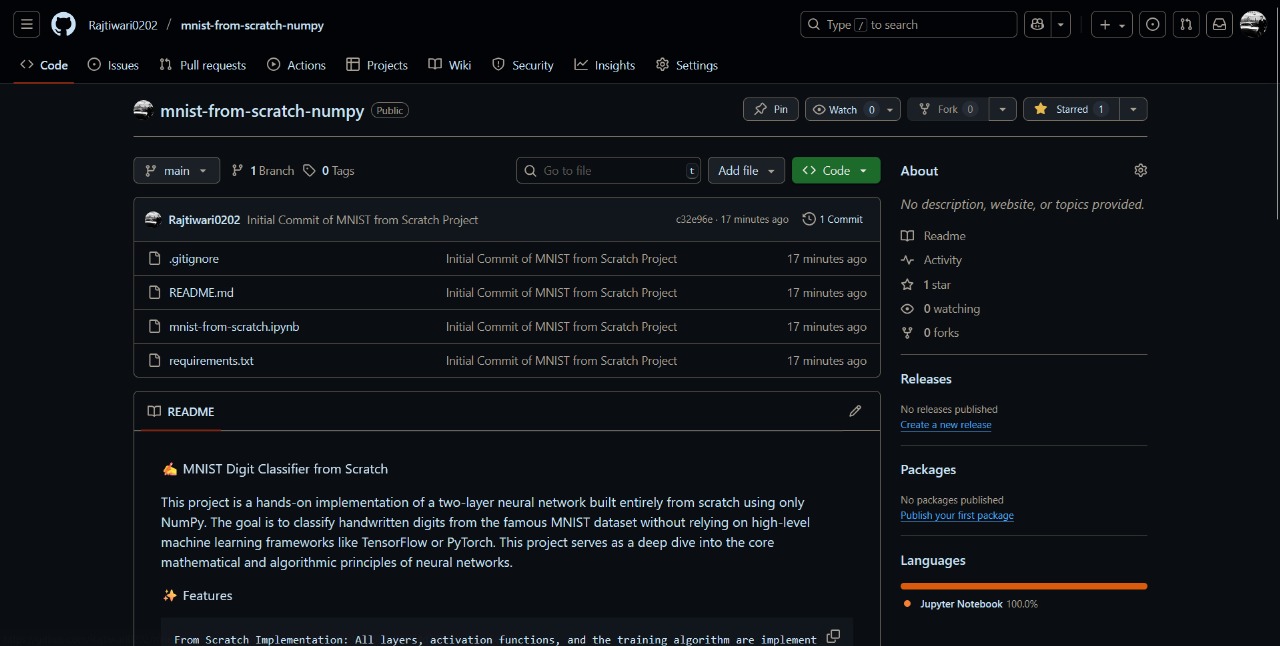 Rajtiwari0202 / mnist-from-scratch-numpy Type / to search
Code Issues Pull requests Actions Projects Wiki Security Insights Settings
mnist-from-scratch-numpy Public Pin Watch 0 Fork 0 Starred 1
main 1 Branch 0 Tags Go to file t Add file Code
Rajtiwari0202 Initial Commit of MNIST from Scratch Project c32e96e · 17 minutes ago 1 Commit
.gitignore Initial Commit of MNIST from Scratch Project 17 minutes ago
README.md Initial Commit of MNIST from Scratch Project 17 minutes ago
mnist-from-scratch.ipynb Initial Commit of MNIST from Scratch Project 17 minutes ago
requirements.txt Initial Commit of MNIST from Scratch Project 17 minutes ago
README
✍️ MNIST Digit Classifier from Scratch
This project is a hands-on implementation of a two-layer neural network built entirely from scratch using only
NumPy. The goal is to classify handwritten digits from the famous MNIST dataset without relying on high-level
machine learning frameworks like TensorFlow or PyTorch. This project serves as a deep dive into the core
mathematical and algorithmic principles of neural networks.
✨ Features
From Scratch Implementation: All layers, activation functions, and the training algorithm are implement
About
No description, website, or topics provided.
Readme
Activity
1 star
0 watching
0 forks
Releases
No releases published
Create a new release
Packages
No packages published
Publish your first package
Languages
Jupyter Notebook 100.0%